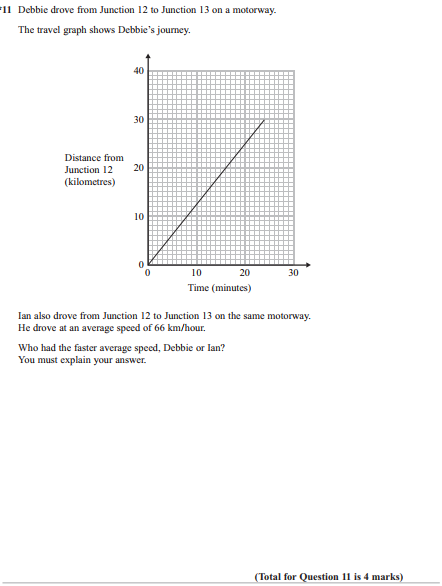 *11 Debbie drove from Junction 12 to Junction 13 on a motorway.
The travel graph shows Debbie's journey.
40
30
Distance from
Junction 12
(kilometres)
20
10
0
0 10 20 30
Time (minutes)
Ian also drove from Junction 12 to Junction 13 on the same motorway.
He drove at an average speed of 66 km/hour.
Who had the faster average speed, Debbie or Ian?
You must explain your answer.
(Total for Question 11 is 4 marks)